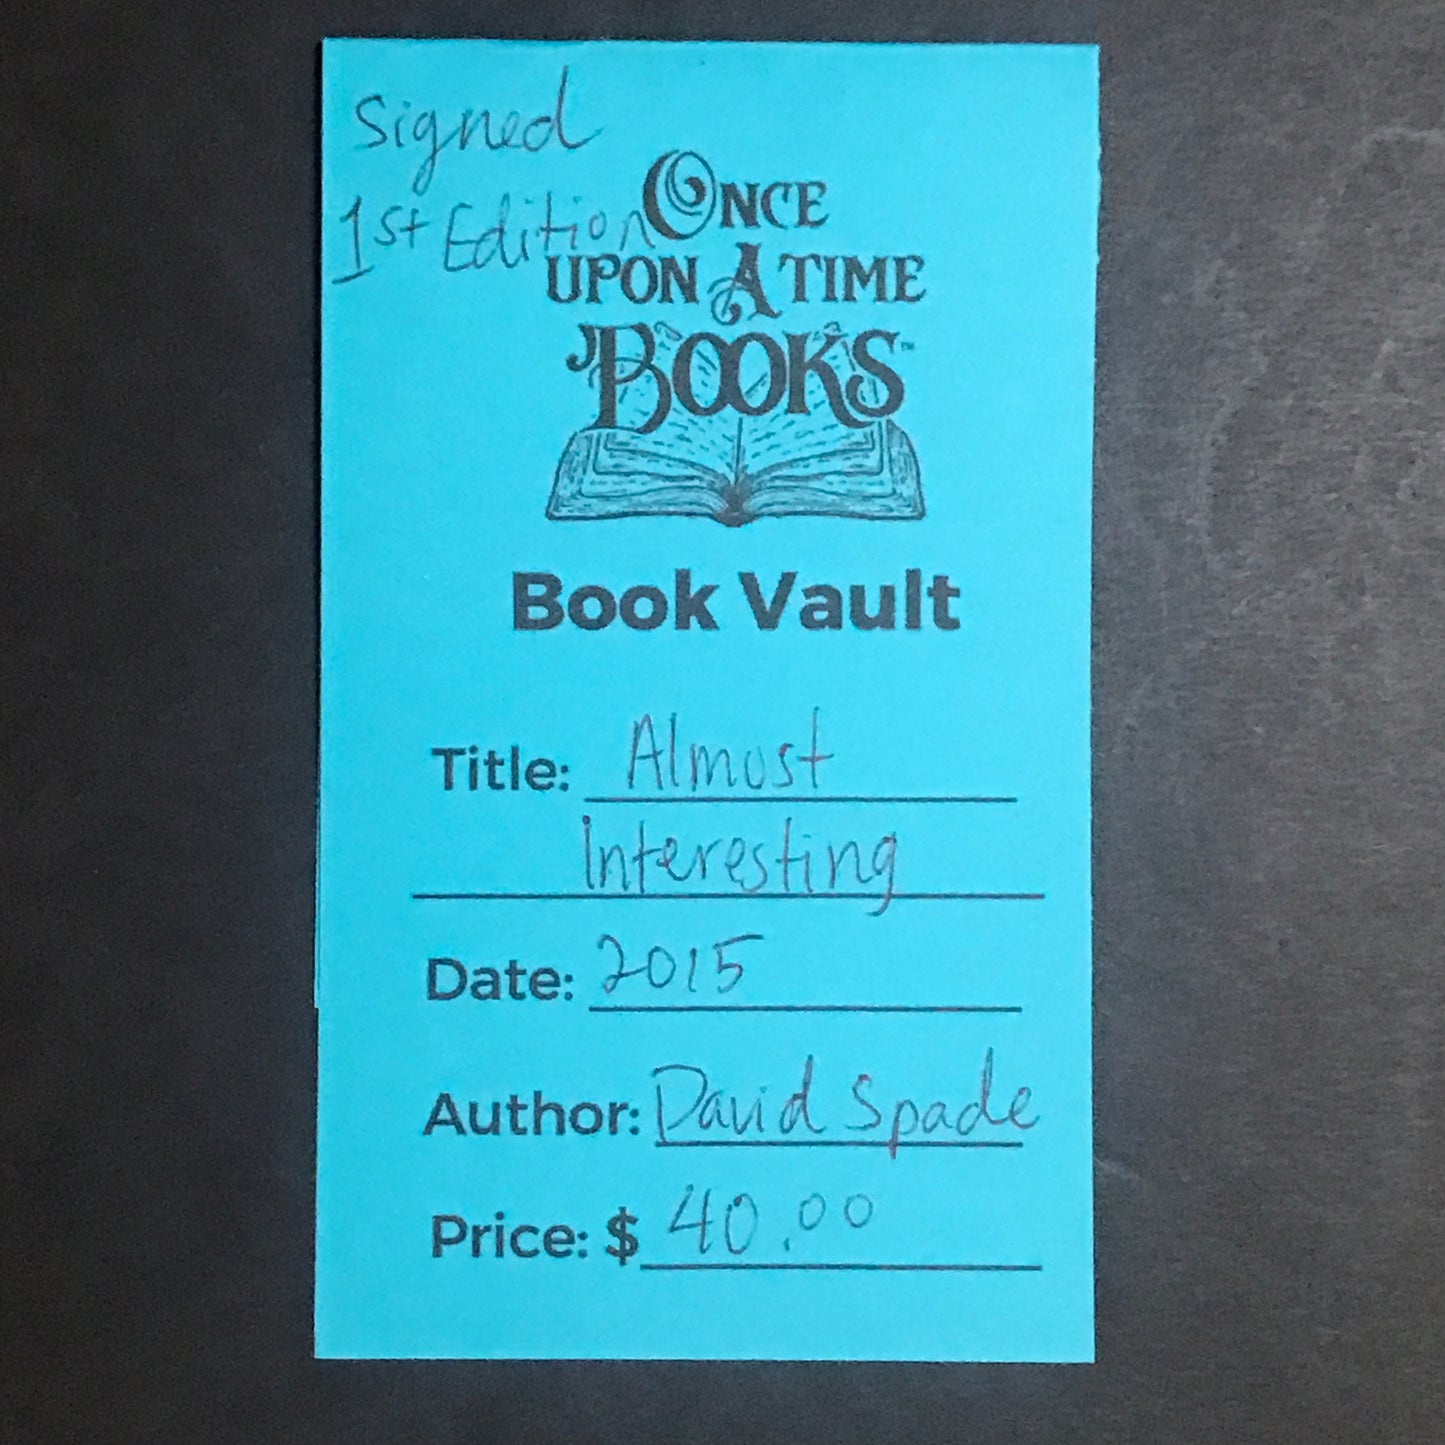 Signed
1st Edition
ONCE
UPON A TIME
BOOKS™
Book Vault
Title: Almost
Interesting
Date: 2015
Author: David Spade
Price: $ 40.00